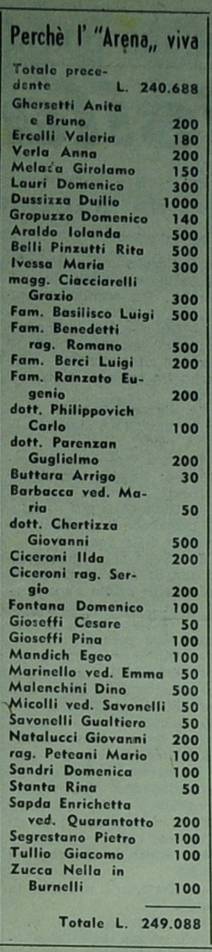 Perchè l' "Arena„ viva
Totale prece-
dente L. 240.688
Ghersetti Anita
e Bruno 200
Ercolli Valeria 180
Verla Anna 200
Melaca Girolamo 150
Lauri Domenico 300
Dussizza Duilio 1000
Gropuzzo Domenico 140
Araldo Iolanda 500
Belli Pinzutti Rita 500
Ivessa Maria 300
magg. Ciacciarelli
Grazio 300
Fam. Basilisco Luigi 500
Fam. Benedetti
rag. Romano 500
Fam. Berci Luigi 200
Fam. Ranzato Eu-
genio 200
dott. Philippovich
Carlo 100
dott. Parenzan
Guglielmo 200
Buttara Arrigo 30
Barbacca ved. Ma-
ria 50
dott. Chertizza
Giovanni 500
Ciceroni Ilda 200
Ciceroni rag. Ser-
gio 200
Fontana Domenico 100
Gioseffi Cesare 50
Gioseffi Pina 100
Mandich Egeo 100
Marinello ved. Emma 50
Malenchini Dino 500
Micolli ved. Savonelli 50
Savonelli Gualtiero 50
Natalucci Giovanni 200
rag. Peteani Mario 100
Sandri Domenica 100
Stanta Rina 50
Sapda Enrichetta
ved. Quarantotto 200
Segrestano Pietro 100
Tullio Giacomo 100
Zucca Nella in
Burnelli 100
Totale L. 249.088